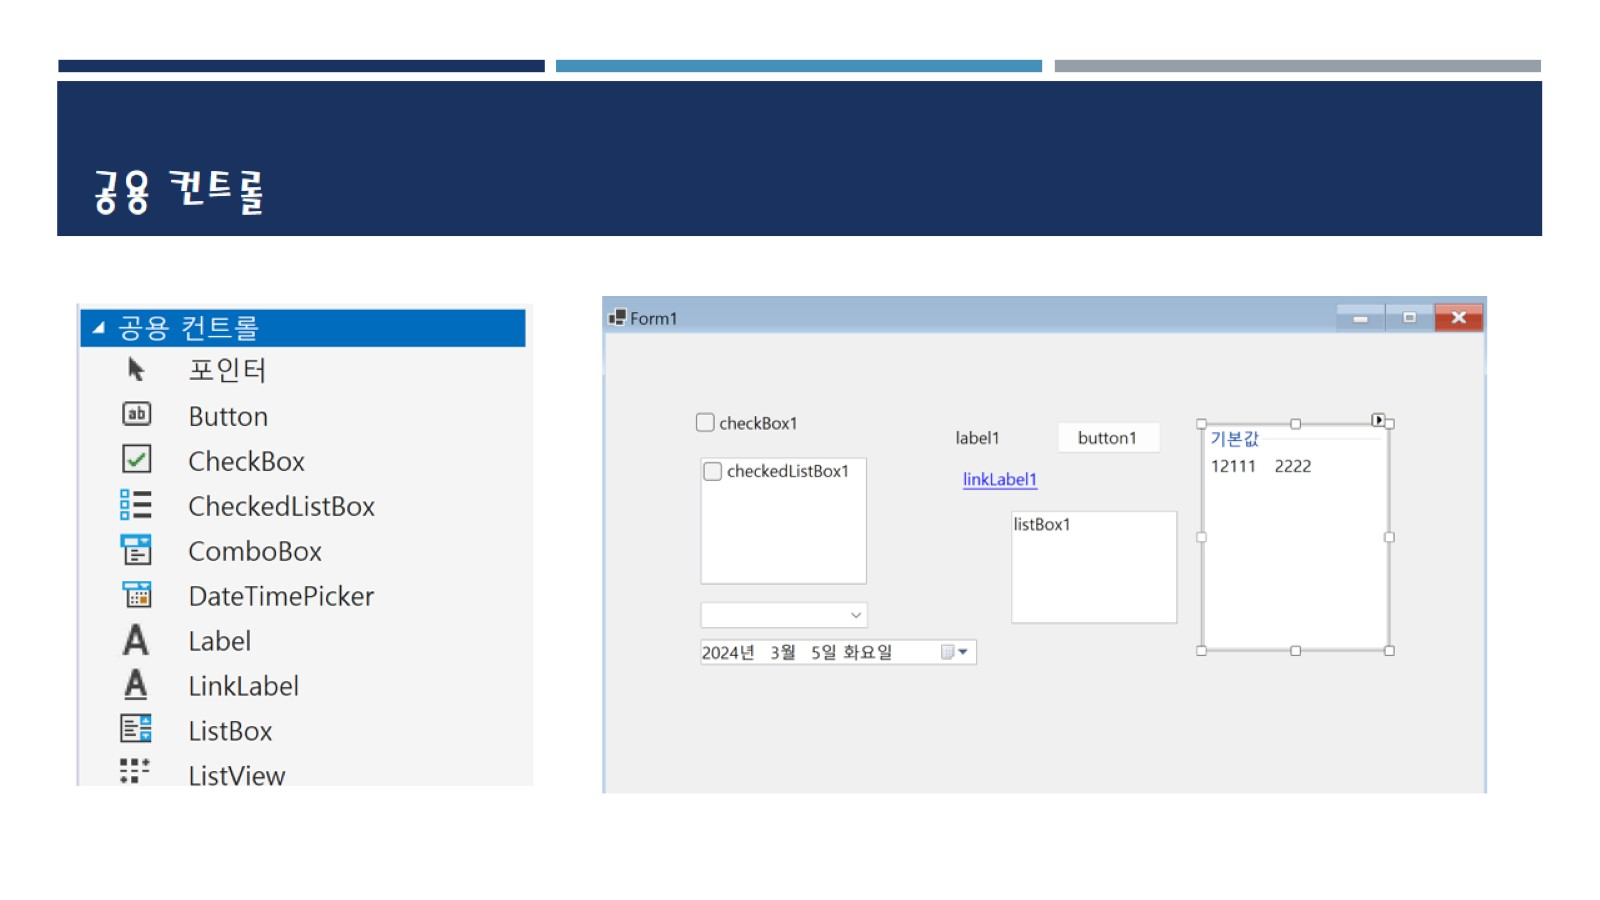 공용 컨트롤
공용 컨트롤
포인터
Button
CheckBox
CheckedListBox
ComboBox
DateTimePicker
Label
LinkLabel
ListBox
ListView
Form1
checkBox1
checkedListBox1
2024년 3월 5일 화요일
label1
button1
linkLabel1
listBox1
기본값
12111 2222